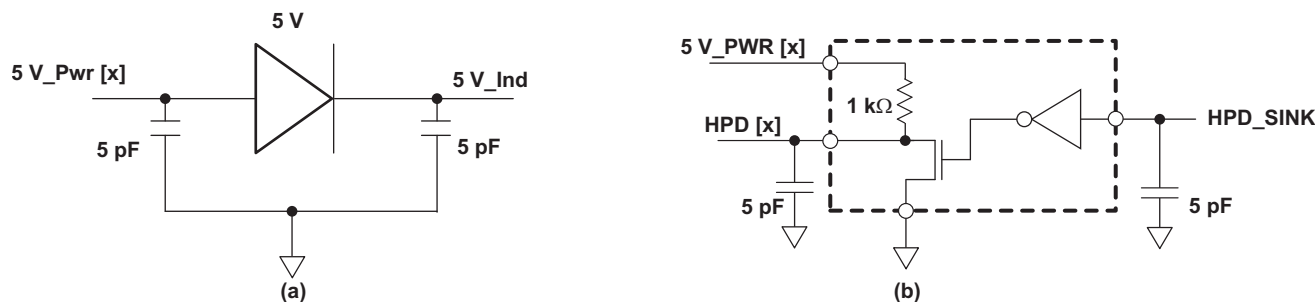 5 V
5 V_Pwr [x]
5 V_Ind
5 pF
5 pF
(a)
5 V_PWR [x]
1 kΩ
HPD [x]
HPD_SINK
5 pF
5 pF
(b)